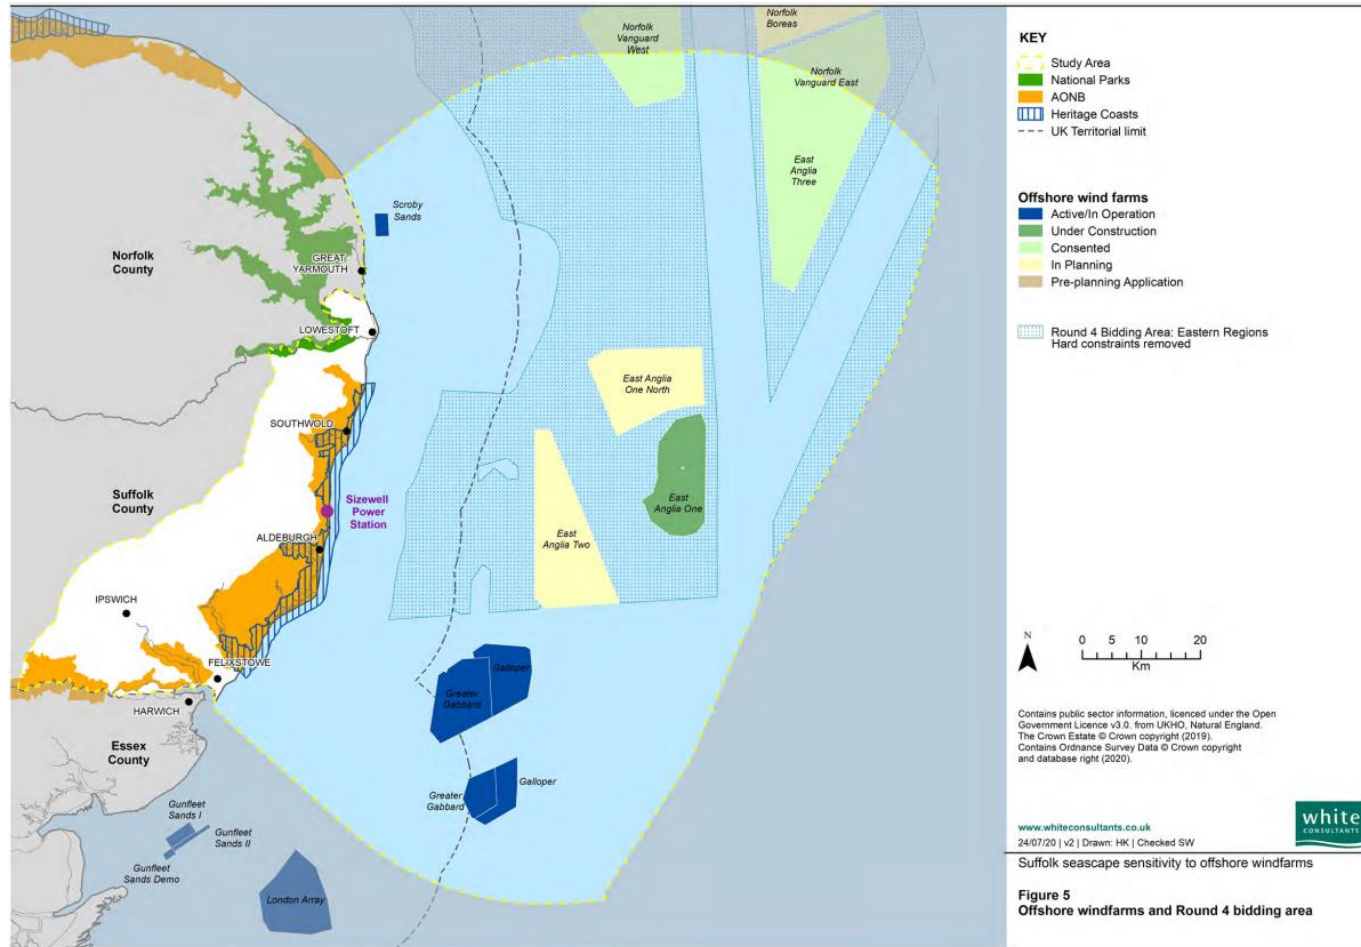 Norfolk
Boreas
Norfolk
Vanguard
West
Norfolk
Vanguard East
East
Anglia
Three
Scroby
Sands
Norfolk
County
GREAT
YARMOUTH
LOWESTOFT
East Anglia
One North
SOUTHWOLD
Suffolk
County
Sizewell
Power
Station
East
Anglia One
ALDEBURGH
East
Anglia Two
IPSWICH
FELIXSTOWE
Galloper
Greater
Gabbard
HARWICH
Essex
County
Galloper
Greater
Gabbard
Gunfleet
Sands I
Gunfleet
Sands II
Gunfleet
Sands Demo
London Array
KEY
Study Area
National Parks
AONB
Heritage Coasts
UK Territorial limit
Offshore wind farms
Active/In Operation
Under Construction
Consented
In Planning
Pre-planning Application
Round 4 Bidding Area: Eastern Regions
Hard constraints removed
N
0 5 10 20
Km
Contains public sector information, licenced under the Open
Government Licence v3.0. from UKHO, Natural England.
The Crown Estate © Crown copyright (2019).
Contains Ordnance Survey Data © Crown copyright
and database right (2020).
www.whiteconsultants.co.uk
24/07/20 | v2 | Drawn: HK | Checked SW
white
CONSULTANTS
Suffolk seascape sensitivity to offshore windfarms
Figure 5
Offshore windfarms and Round 4 bidding area